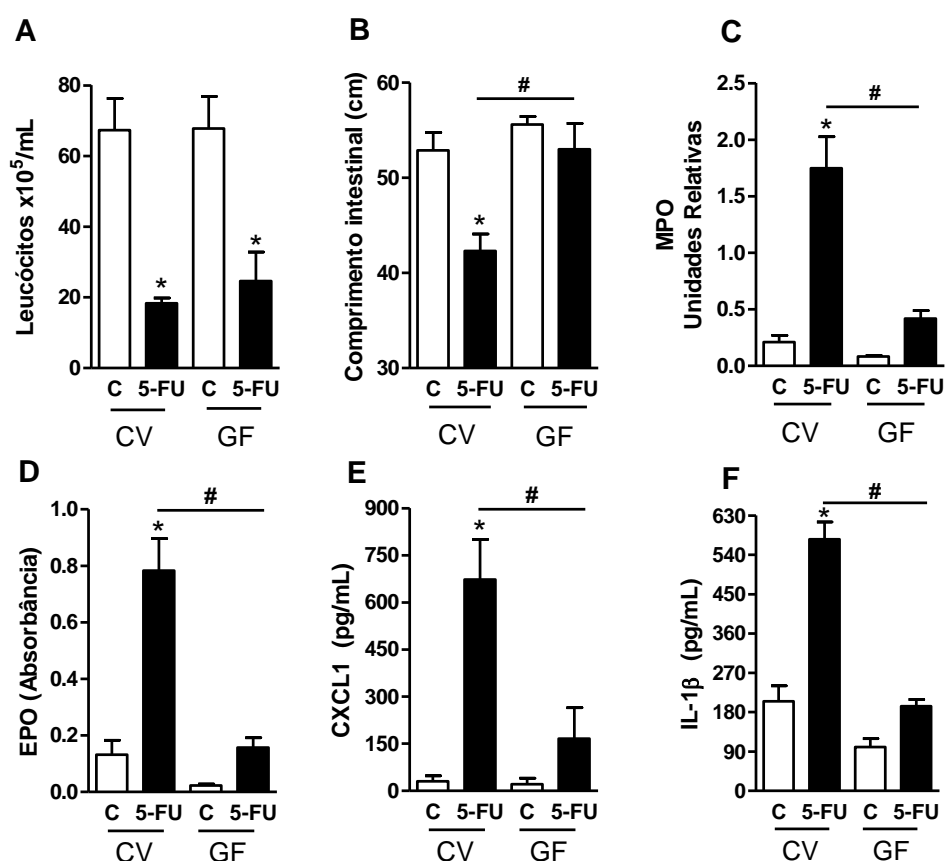 A
Leucócitos x10⁵/mL
80
60
40
20
0
*
*
C 5-FU C 5-FU
CV GF
B
Comprimento intestinal (cm)
60
50
40
30
#
*
C 5-FU C 5-FU
CV GF
C
MPO
Unidades Relativas
2.5
2.0
1.5
1.0
0.5
0.0
#
*
C 5-FU C 5-FU
CV GF
D
EPO (Absorbância)
1.0
0.8
0.6
0.4
0.2
0.0
#
*
C 5-FU C 5-FU
CV GF
E
CXCL1 (pg/mL)
900
750
600
450
300
150
0
#
*
C 5-FU C 5-FU
CV GF
F
IL-1β (pg/mL)
630
540
450
360
270
180
90
0
#
*
C 5-FU C 5-FU
CV GF